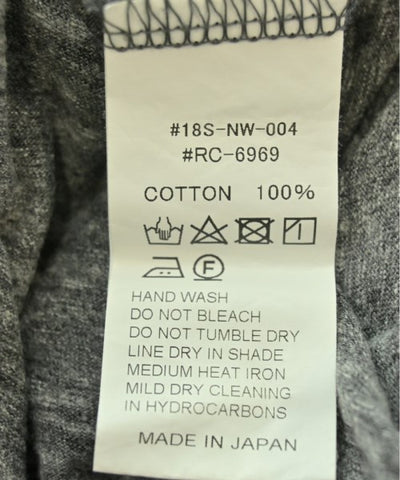 #18S-NW-004
#RC-6969
COTTON 100%
F
HAND WASH
DO NOT BLEACH
DO NOT TUMBLE DRY
LINE DRY IN SHADE
MEDIUM HEAT IRON
MILD DRY CLEANING
IN HYDROCARBONS
MADE IN JAPAN